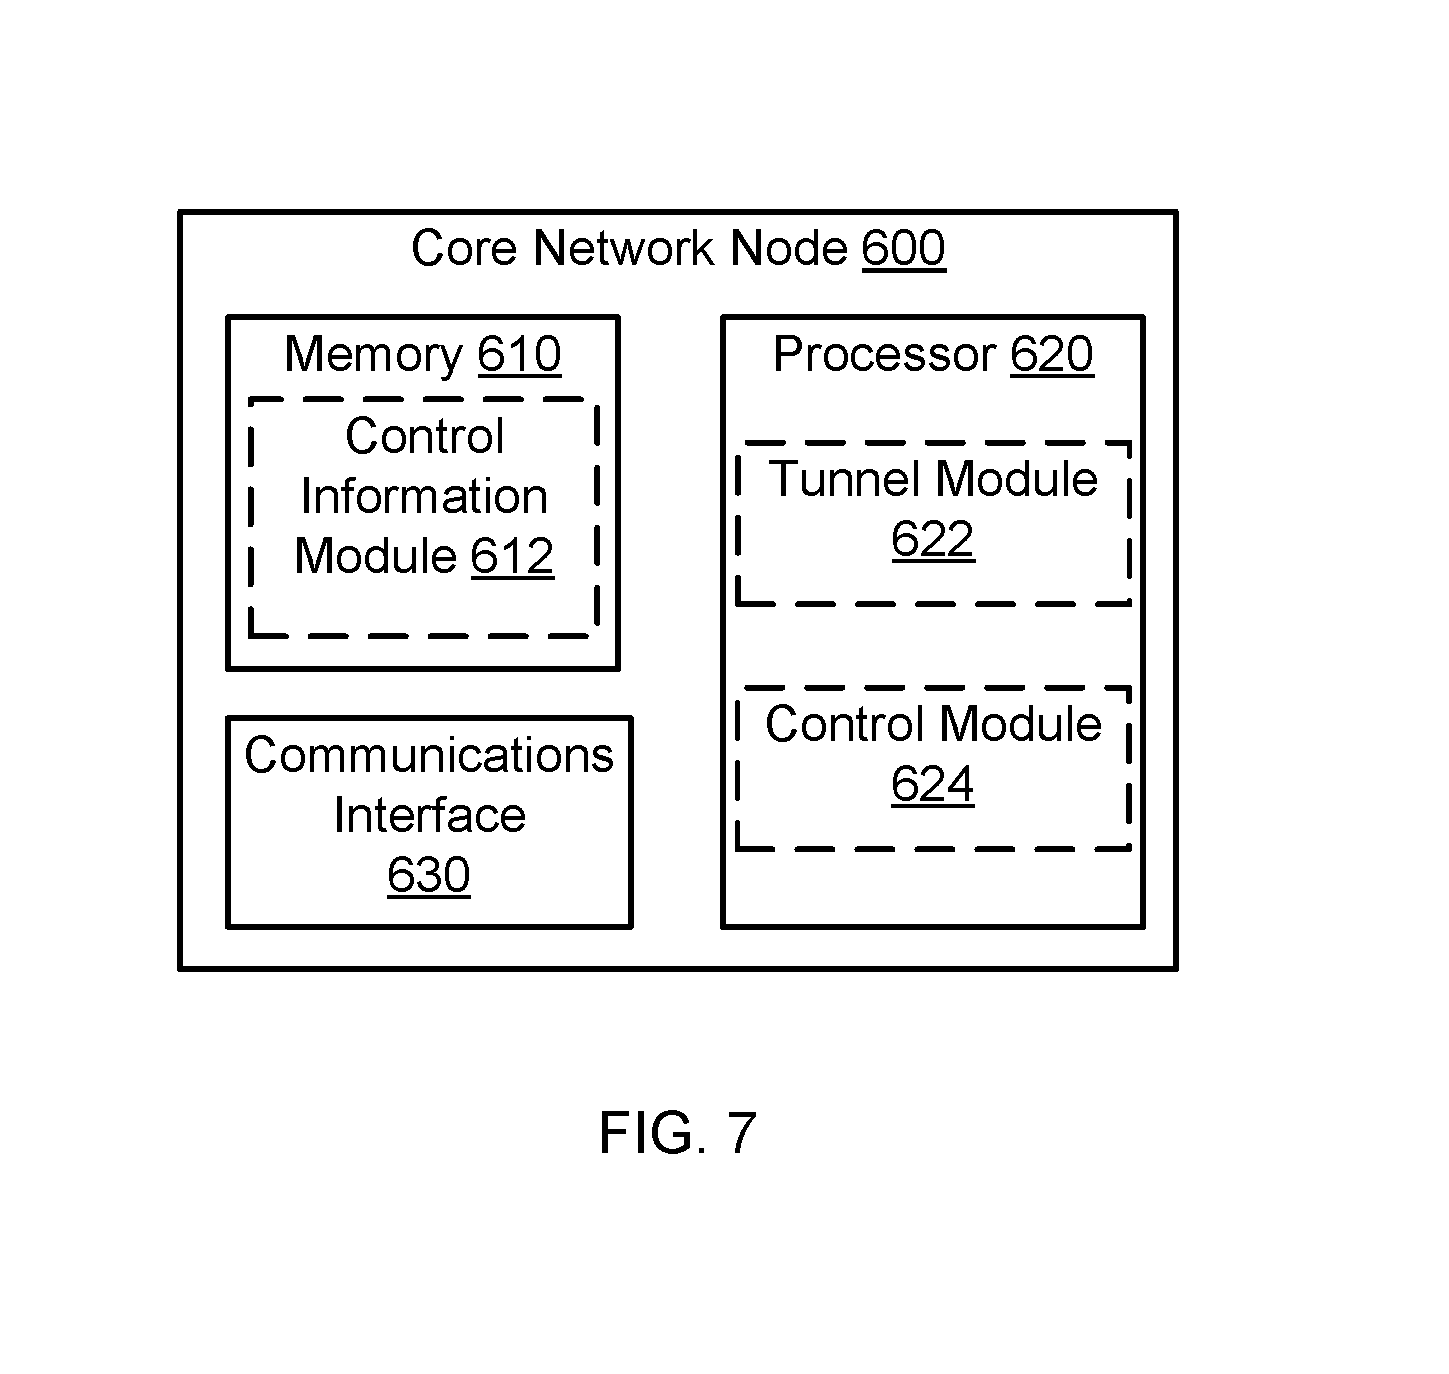 Core Network Node 600
Memory 610
Control
Information
Module 612
Communications
Interface
630
Processor 620
Tunnel Module
622
Control Module
624
FIG. 7